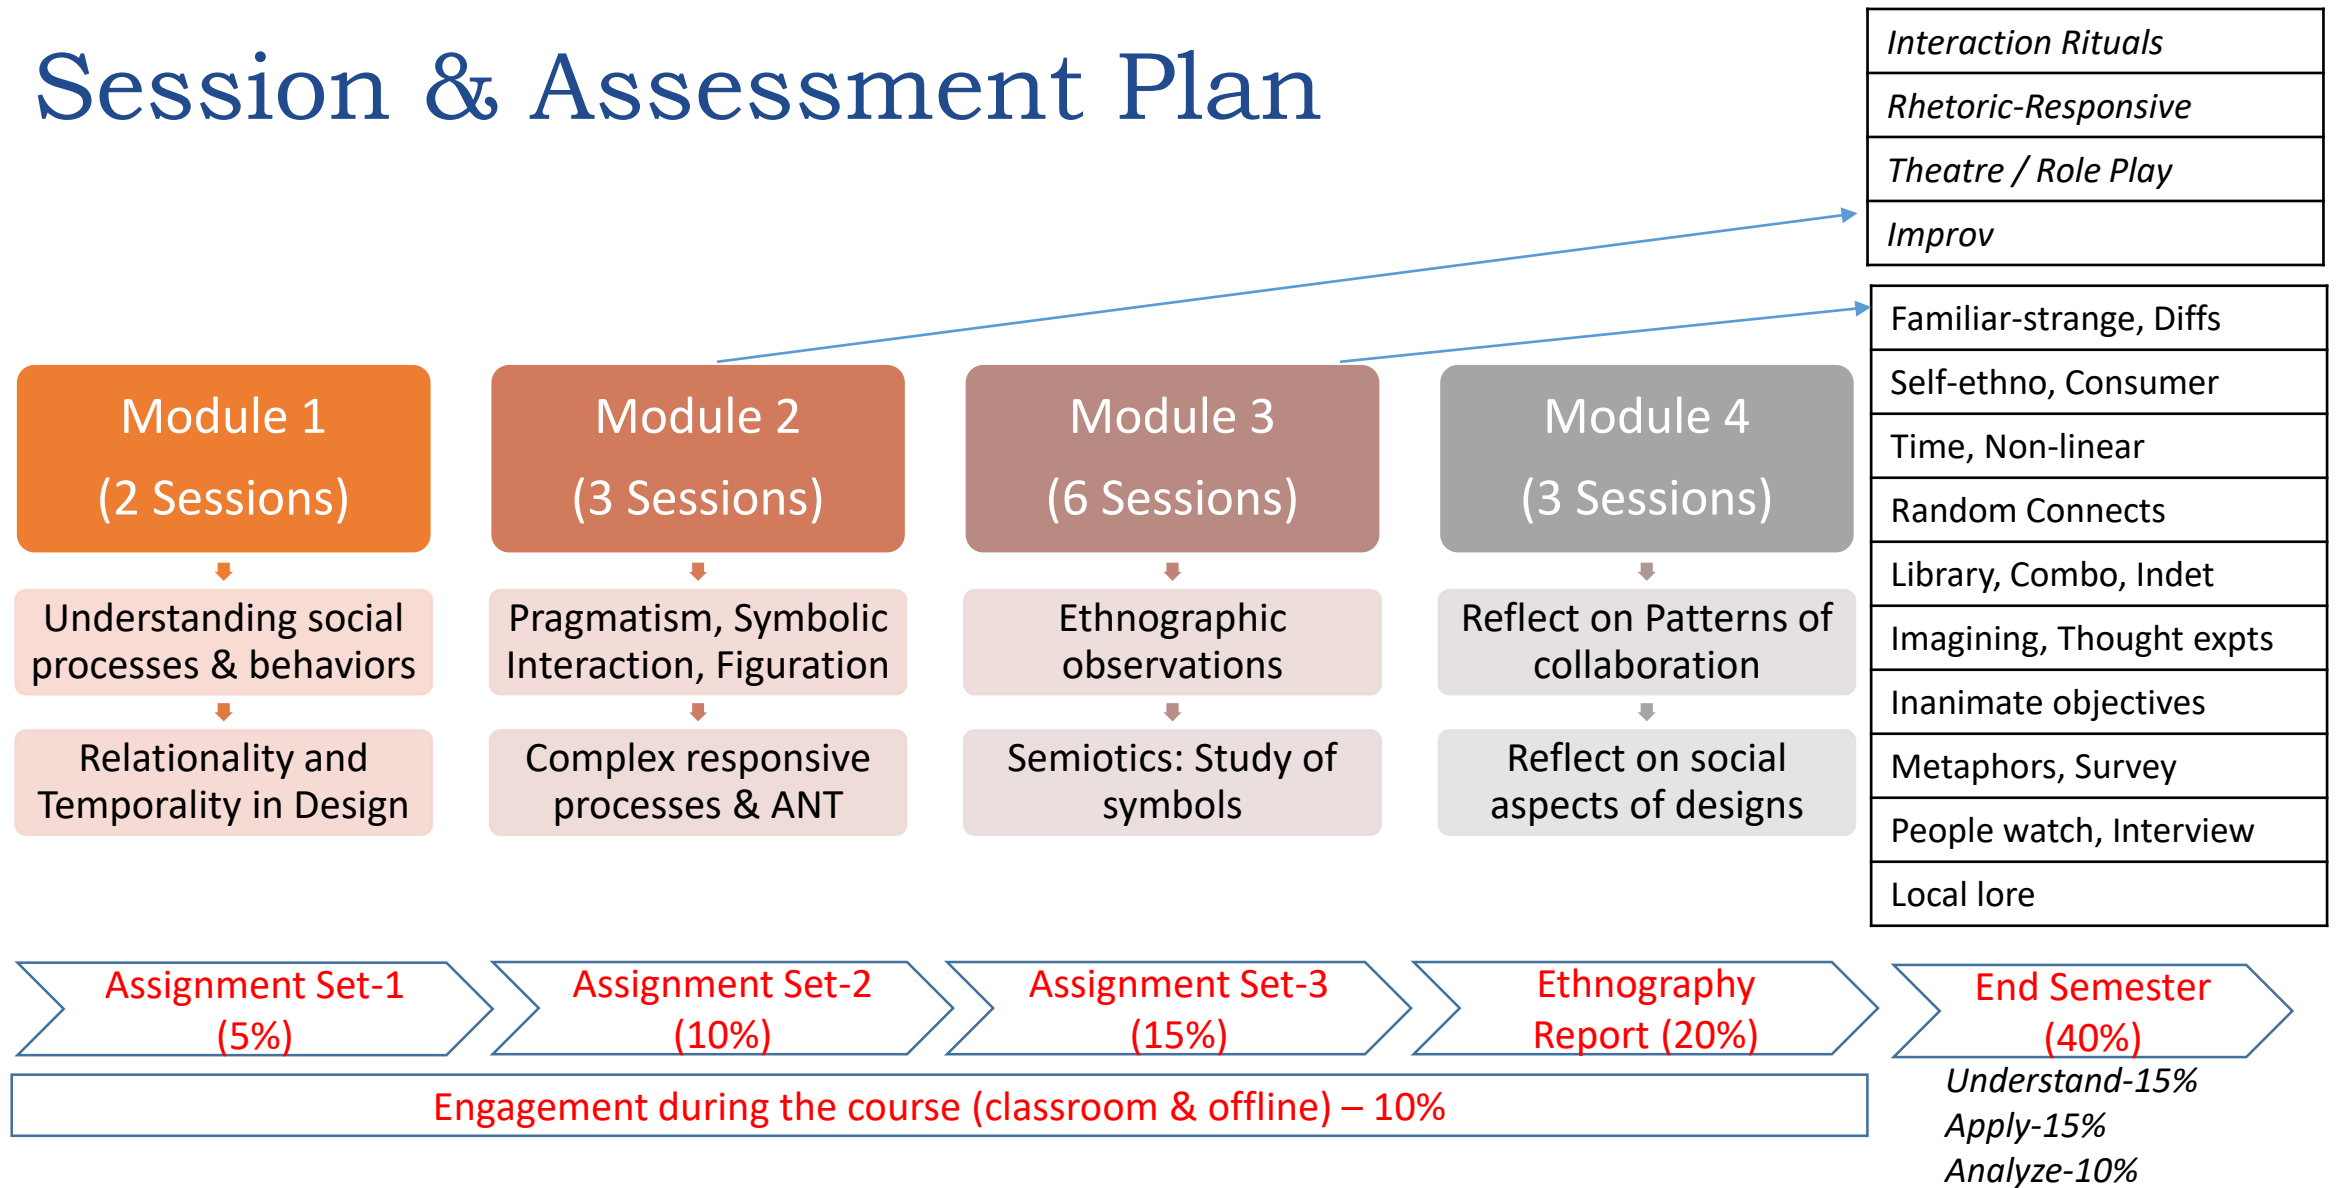 Session & Assessment Plan
Interaction Rituals
Rhetoric-Responsive
Theatre / Role Play
Improv
Familiar-strange, Diffs
Self-ethno, Consumer
Time, Non-linear
Random Connects
Library, Combo, Indet
Imagining, Thought expts
Inanimate objectives
Metaphors, Survey
People watch, Interview
Local lore
Module 1
(2 Sessions)
Understanding social
processes & behaviors
Relationality and
Temporality in Design
Module 2
(3 Sessions)
Pragmatism, Symbolic
Interaction, Figuration
Complex responsive
processes & ANT
Module 3
(6 Sessions)
Ethnographic
observations
Semiotics: Study of
symbols
Module 4
(3 Sessions)
Reflect on Patterns of
collaboration
Reflect on social
aspects of designs
Assignment Set-1
(5%)
Assignment Set-2
(10%)
Assignment Set-3
(15%)
Ethnography
Report (20%)
End Semester
(40%)
Engagement during the course (classroom & offline) – 10%
Understand-15%
Apply-15%
Analyze-10%